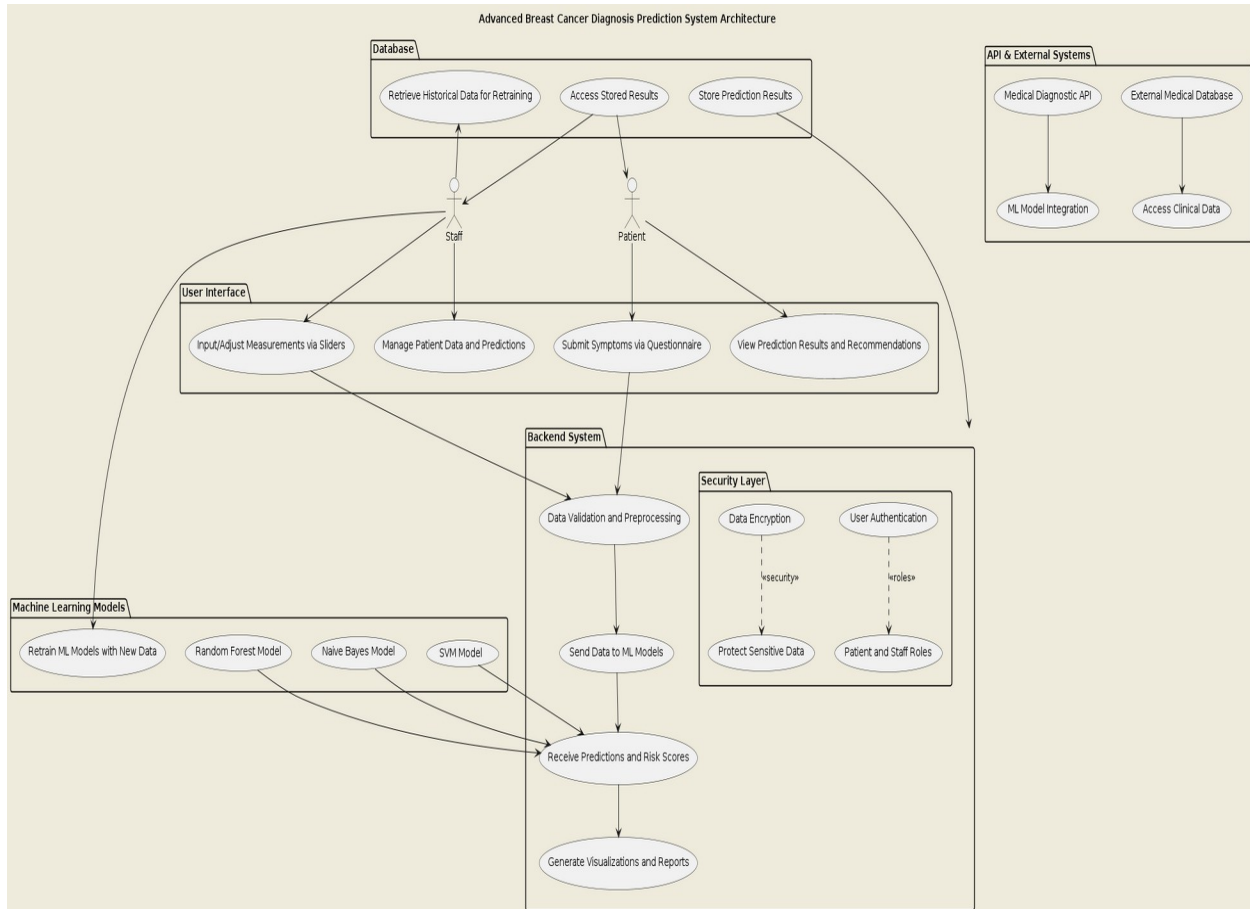 Advanced Breast Cancer Diagnosis Prediction System Architecture
Database
API & External Systems
Retrieve Historical Data for Retraining
Access Stored Results
Store Prediction Results
Medical Diagnostic API
External Medical Database
ML Model Integration
Access Clinical Data
Staff
Patient
User Interface
Input/Adjust Measurements via Sliders
Manage Patient Data and Predictions
Submit Symptoms via Questionnaire
View Prediction Results and Recommendations
Backend System
Security Layer
Data Validation and Preprocessing
Data Encryption
User Authentication
«security»
«roles»
Machine Learning Models
Retrain ML Models with New Data
Random Forest Model
Naive Bayes Model
SVM Model
Send Data to ML Models
Protect Sensitive Data
Patient and Staff Roles
Receive Predictions and Risk Scores
Generate Visualizations and Reports